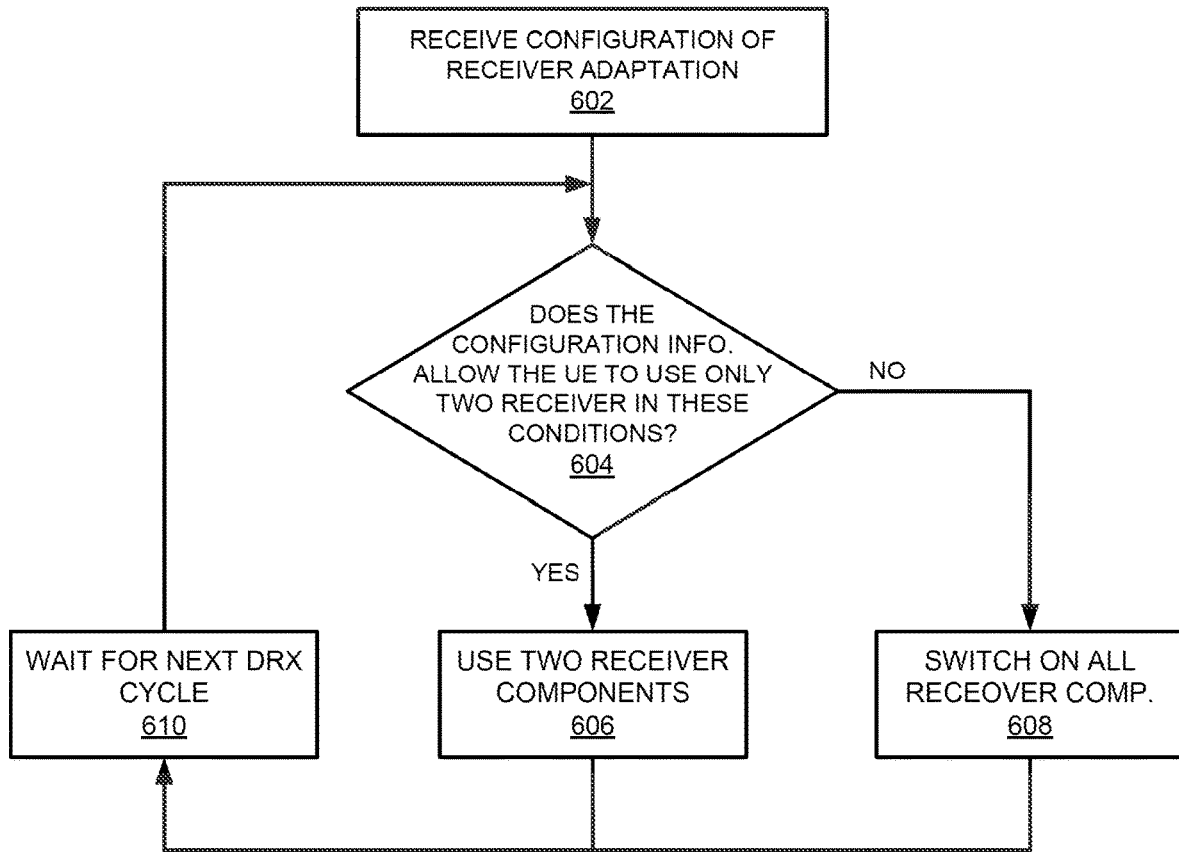 RECEIVE CONFIGURATION OF
RECEIVER ADAPTATION
602
DOES THE
CONFIGURATION INFO.
ALLOW THE UE TO USE ONLY
TWO RECEIVER IN THESE
CONDITIONS?
604
NO
YES
WAIT FOR NEXT DRX
CYCLE
610
USE TWO RECEIVER
COMPONENTS
606
SWITCH ON ALL
RECEOVER COMP.
608